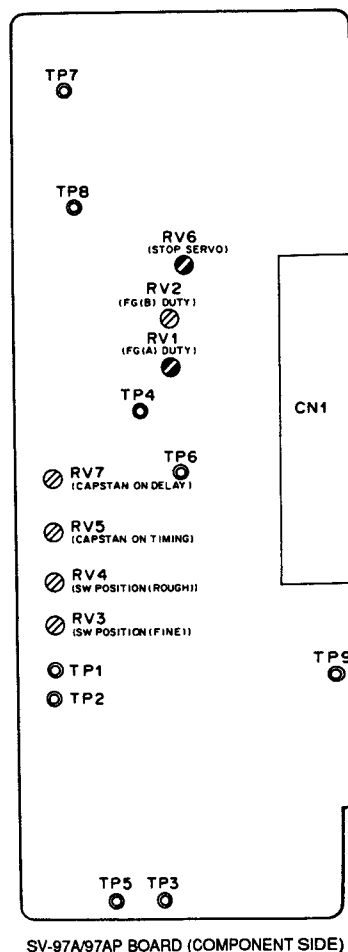 TP7
TP8
RV6
(STOP SERVO)
RV2
(FG(B) DUTY)
RV1
(FG(A) DUTY)
TP4
CN1
TP6
RV7
(CAPSTAN ON DELAY)
RV5
(CAPSTAN ON TIMING)
RV4
(SW POSITION(ROUGH))
RV3
(SW POSITION(FINE))
TP9
TP1
TP2
TP5 TP3
SV-97A/97AP BOARD (COMPONENT SIDE)